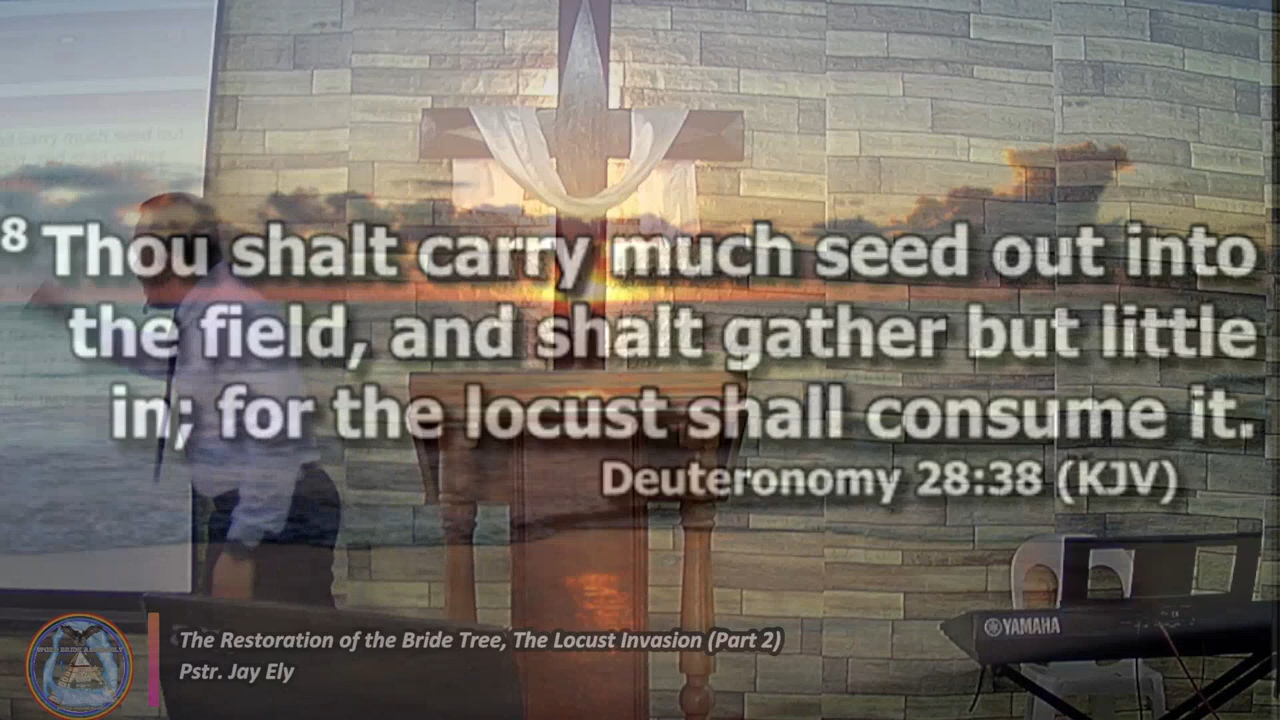 8 Thou shalt carry much seed out into
the field, and shalt gather but little
in; for the locust shall consume it.
Deuteronomy 28:38 (KJV)
YAMAHA
The Restoration of the Bride Tree, The Locust Invasion (Part 2)
Pstr. Jay Ely